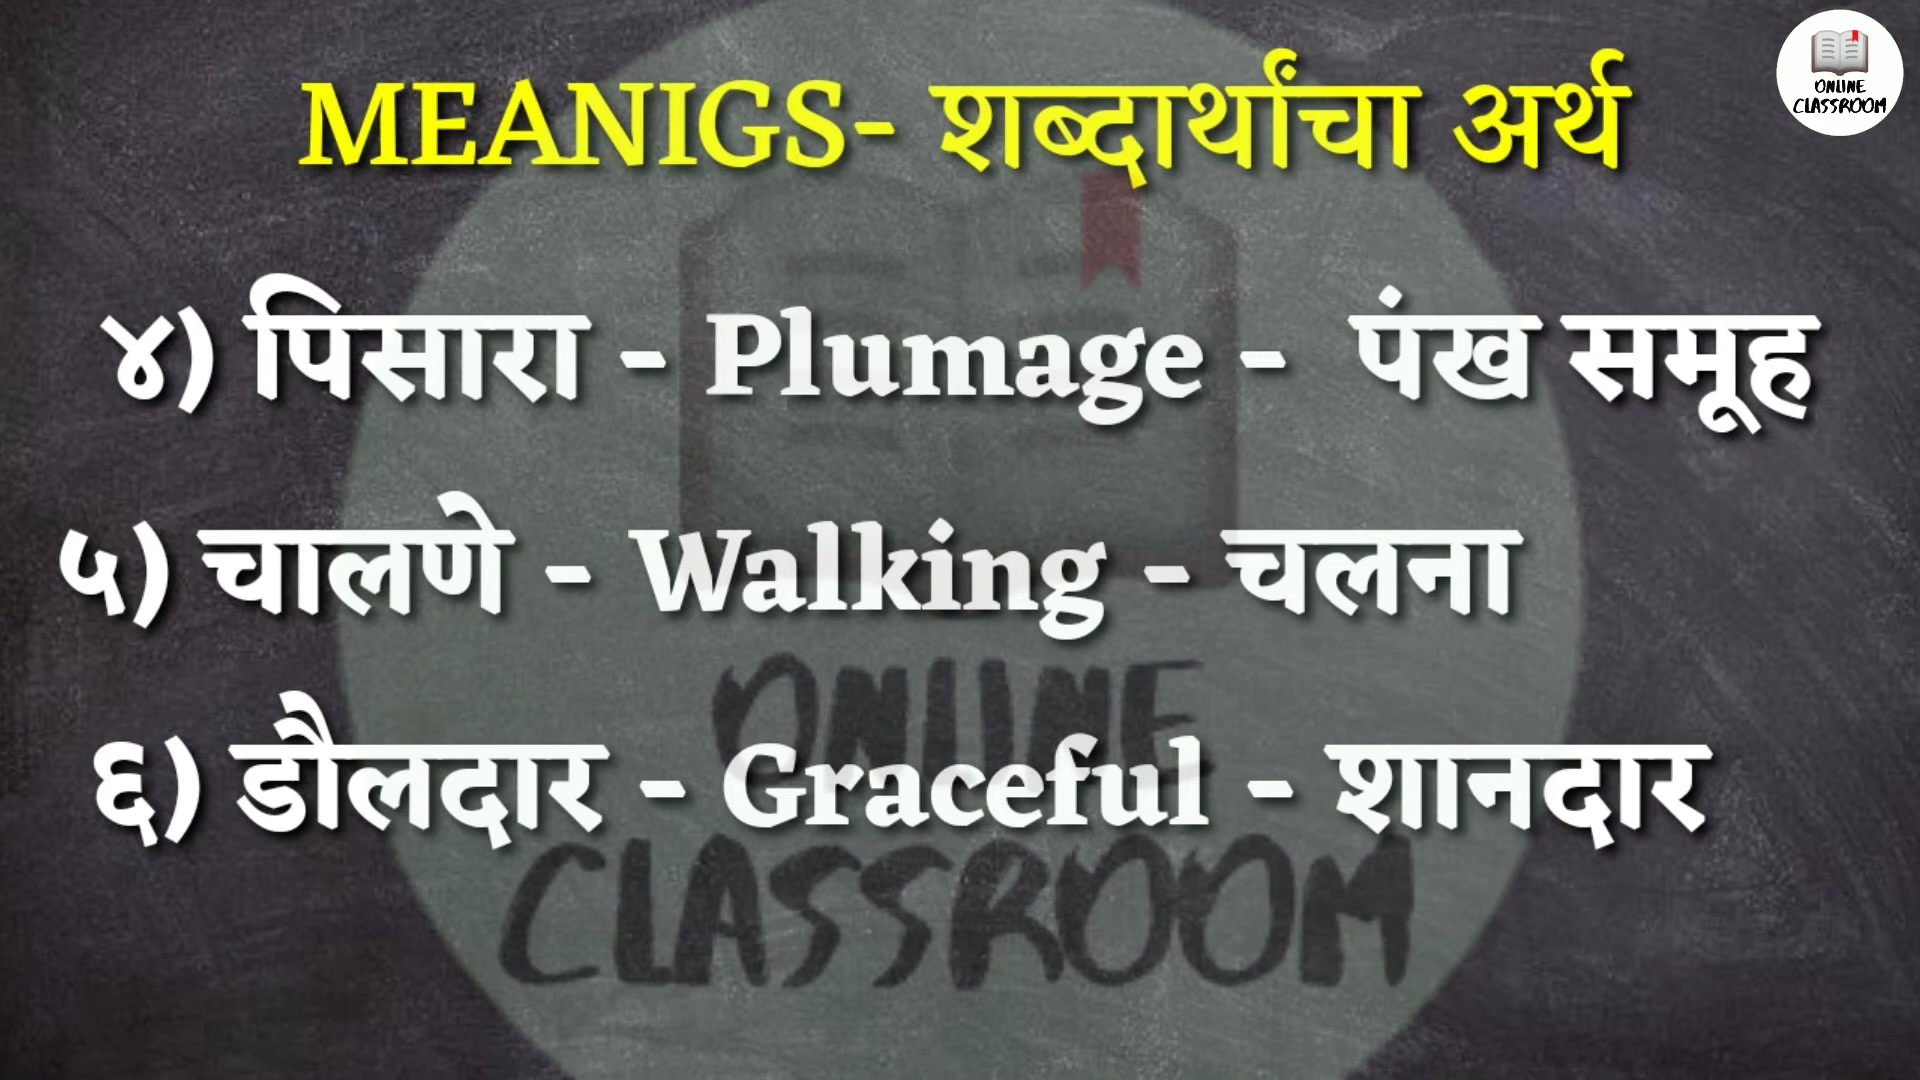 MEANIGS- शब्दार्थांचा अर्थ
४) पिसारा - Plumage - पंख समूह
५) चालणे - Walking - चलना
६) डौलदार - Graceful - शानदार
ONLINE
CLASSROOM
ONLINE
CLASSROOM